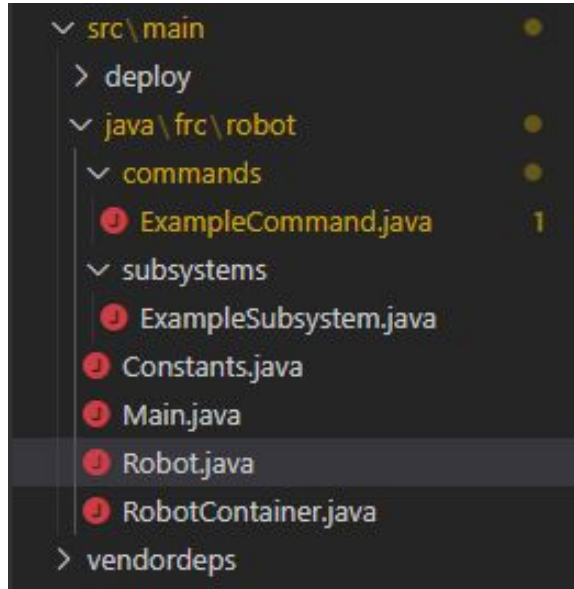 src\main
deploy
java\frc\robot
commands
J ExampleCommand.java 1
subsystems
J ExampleSubsystem.java
J Constants.java
J Main.java
J Robot.java
J RobotContainer.java
vendordeps